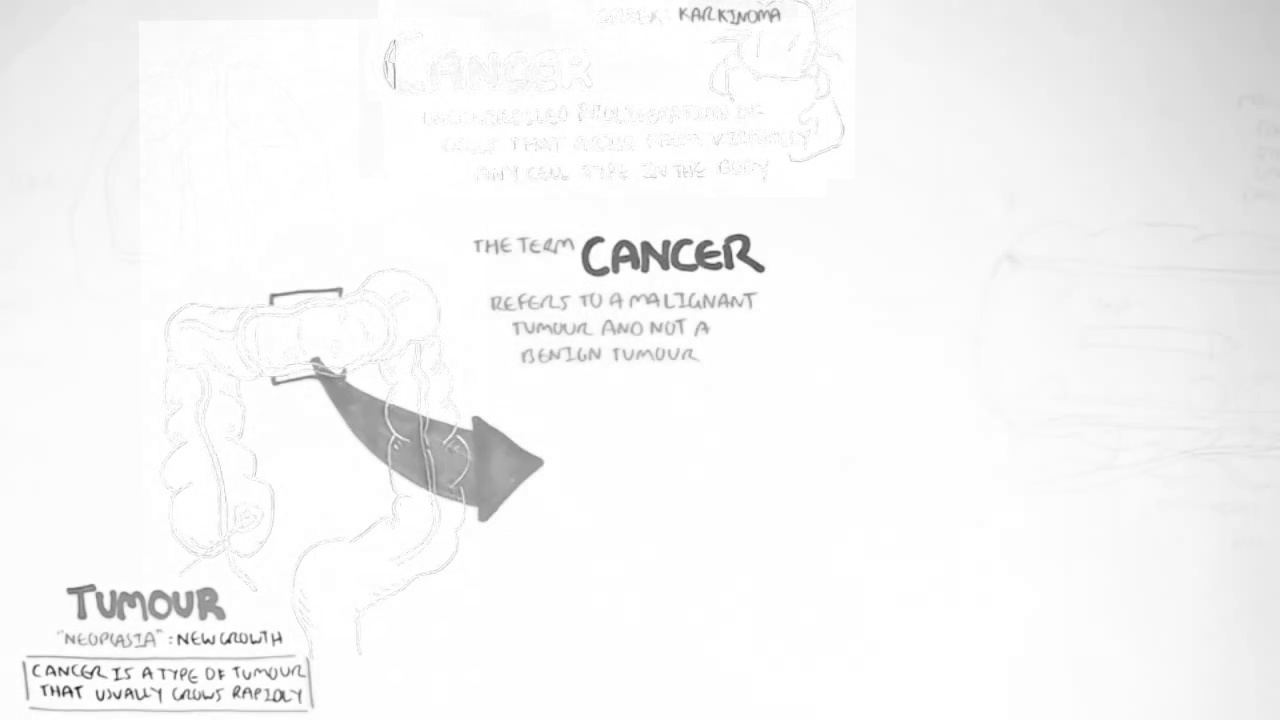 GREEK: KARKINOMA
CANCER
UNCONTROLLED PROLIFERATION OF
CELLS THAT ARISE FROM VIRTUALLY
ANY CELL TYPE IN THE BODY
THE TERM CANCER
REFERS TO A MALIGNANT
TUMOUR AND NOT A
BENIGN TUMOUR
TUMOUR
"NEOPLASIA" : NEW GROWTH
CANCER IS A TYPE OF TUMOUR
THAT USUALLY GROWS RAPIDLY